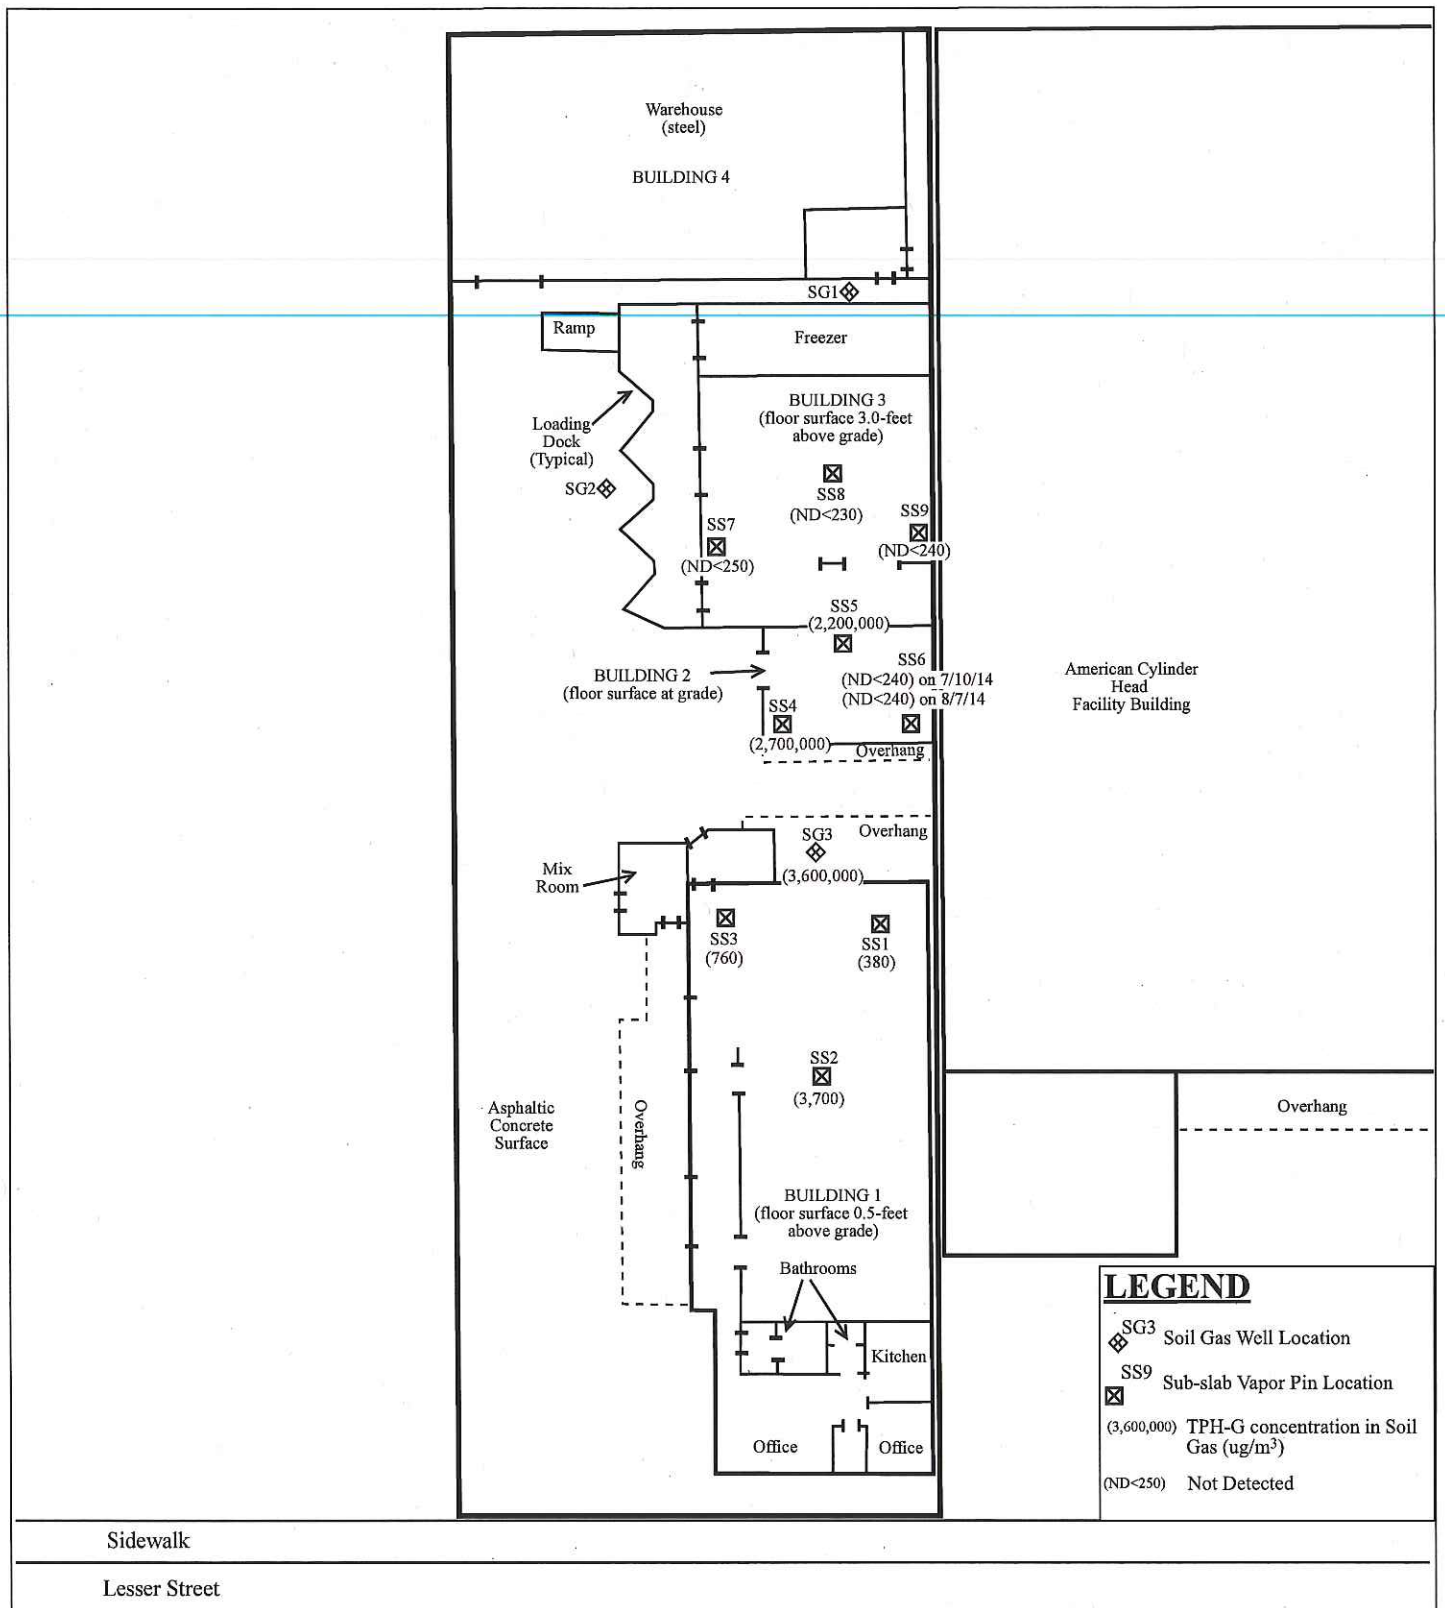 Warehouse
(steel)
BUILDING 4
SG1
Ramp
Freezer
BUILDING 3
(floor surface 3.0-feet
above grade)
Loading
Dock
(Typical)
SG2
SS8
(ND<230)
SS9
(ND<240)
SS7
(ND<250)
SS5
(2,200,000)
BUILDING 2
(floor surface at grade)
SS6
(ND<240) on 7/10/14
(ND<240) on 8/7/14
SS4
(2,700,000)
Overhang
American Cylinder
Head
Facility Building
Overhang
SG3
(3,600,000)
Mix
Room
SS3
(760)
SS1
(380)
SS2
(3,700)
Asphaltic
Concrete
Surface
Overhang
Overhang
BUILDING 1
(floor surface 0.5-feet
above grade)
Bathrooms
Kitchen
Office
Office
LEGEND
SG3 Soil Gas Well Location
SS9 Sub-slab Vapor Pin Location
(3,600,000) TPH-G concentration in Soil
Gas (ug/m³)
(ND<250) Not Detected
Sidewalk
Lesser Street